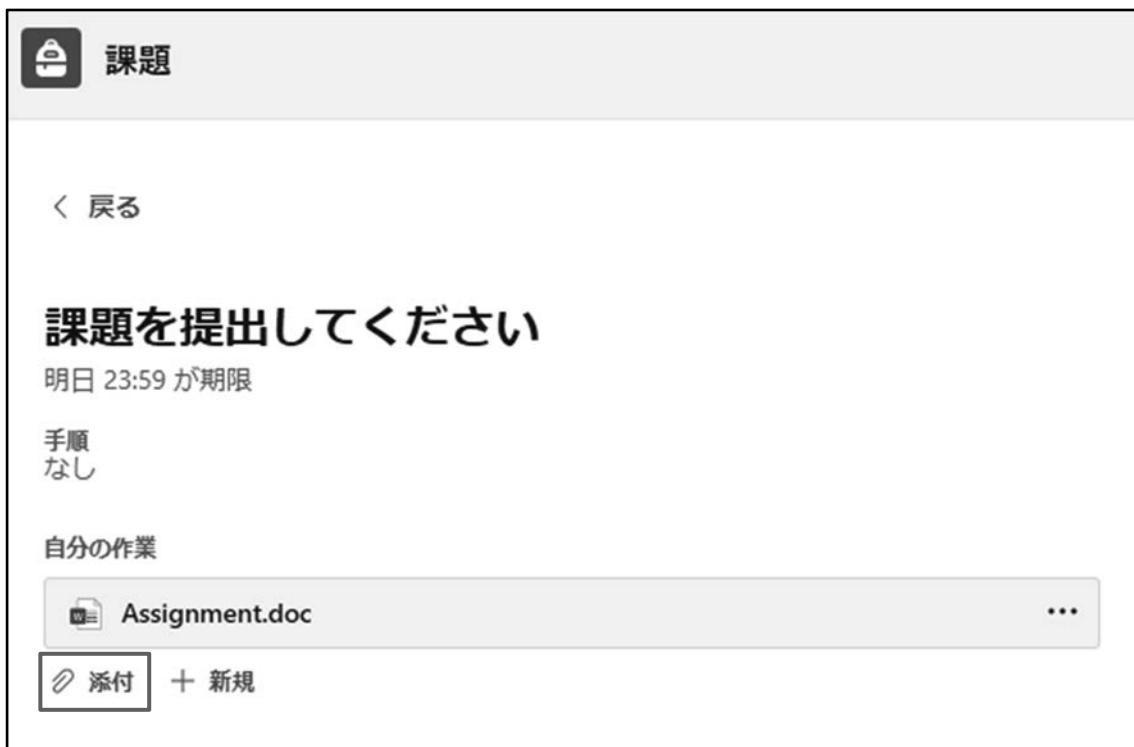 課題
戻る
課題を提出してください
明日 23:59 が期限
手順
なし
自分の作業
Assignment.doc
添付 新規